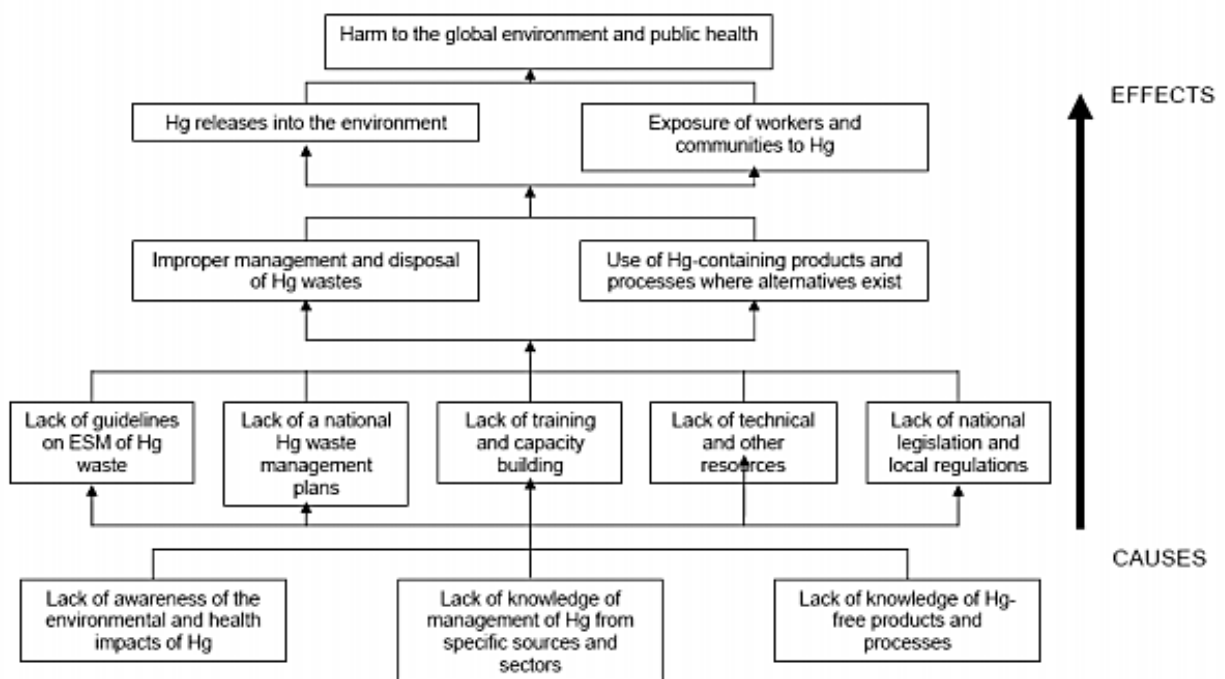 Harm to the global environment and public health
EFFECTS
Hg releases into the environment
Exposure of workers and
communities to Hg
Improper management and disposal
of Hg wastes
Use of Hg-containing products and
processes where alternatives exist
Lack of guidelines
on ESM of Hg
waste
Lack of a national
Hg waste
management
plans
Lack of training
and capacity
building
Lack of technical
and other
resources
Lack of national
legislation and
local regulations
CAUSES
Lack of awareness of the
environmental and health
impacts of Hg
Lack of knowledge of
management of Hg from
specific sources and
sectors
Lack of knowledge of Hg-
free products and
processes